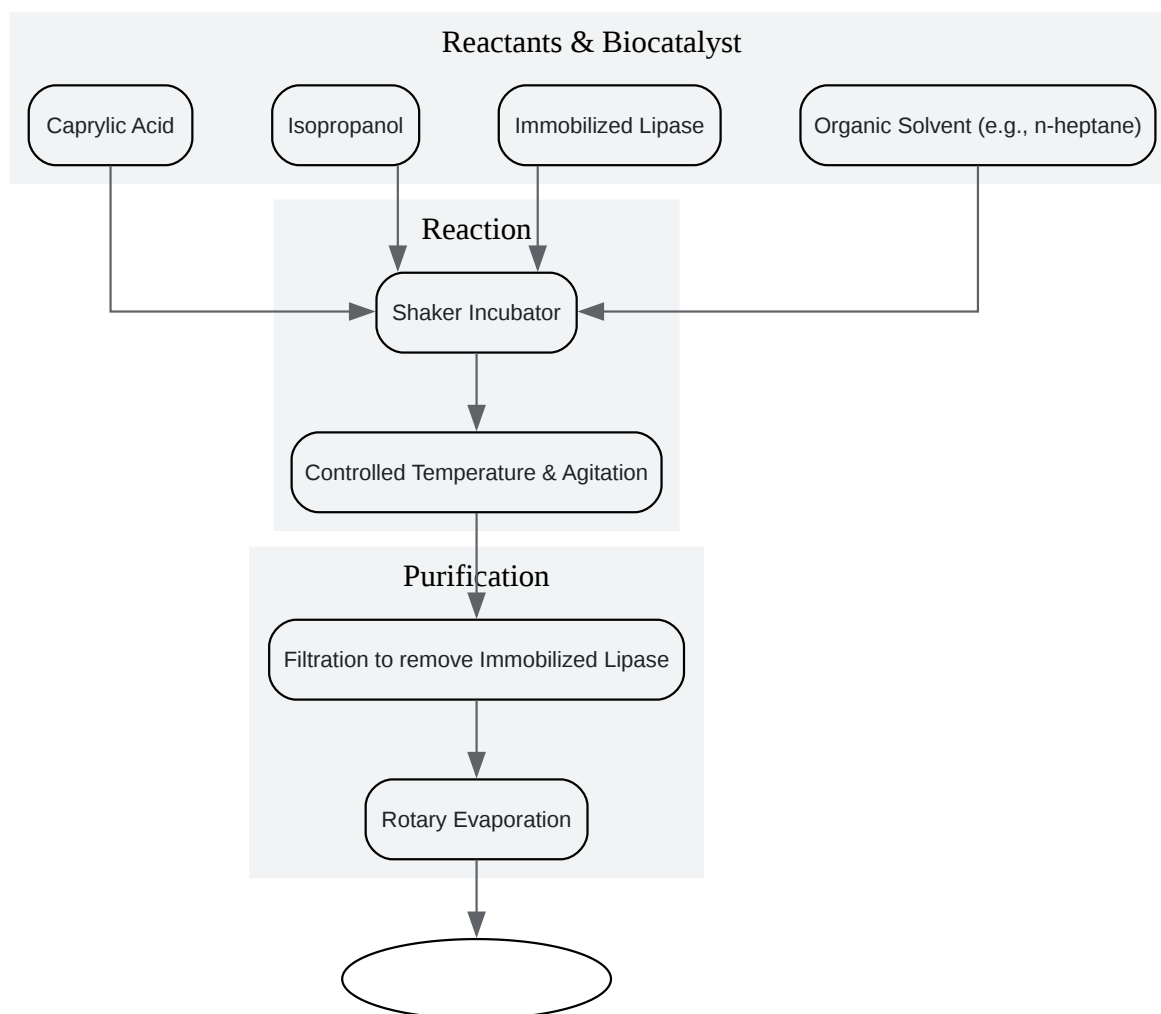 Reactants & Biocatalyst
Caprylic Acid
Isopropanol
Immobilized Lipase
Organic Solvent (e.g., n-heptane)
Reaction
Shaker Incubator
Controlled Temperature & Agitation
Purification
Filtration to remove Immobilized Lipase
Rotary Evaporation